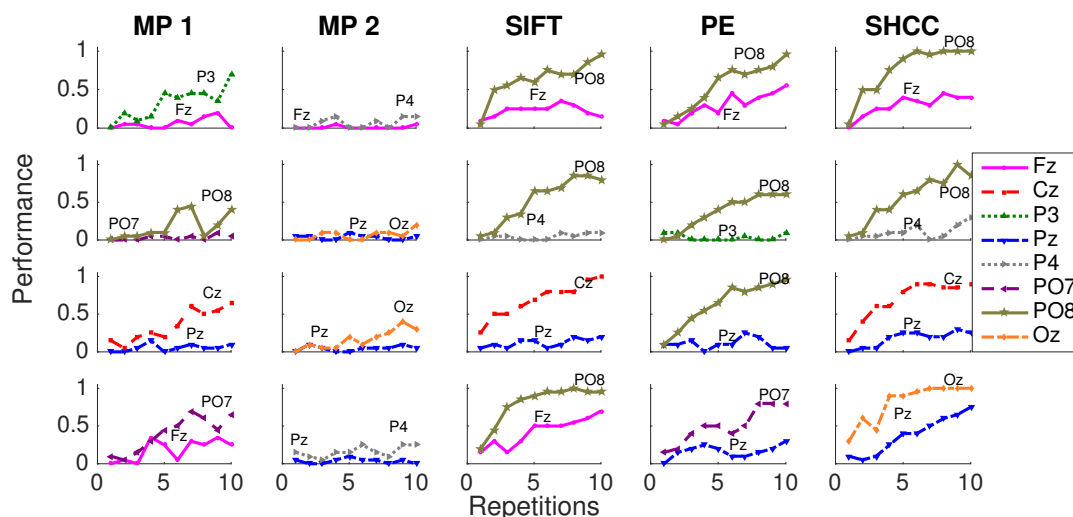 MP 1 MP 2 SIFT PE SHCC
Performance
1
0.5
0
P3
Fz
Fz
P4
PO8
Fz
PO8
Fz
PO8
Fz
1
0.5
0
PO7
PO8
Pz
Oz
PO8
P4
PO8
P3
PO8
P4
1
0.5
0
Cz
Pz
Oz
Pz
Cz
Pz
PO8
Pz
Cz
Pz
1
0.5
0
PO7
Fz
Pz
P4
PO8
Fz
PO7
Pz
Oz
Pz
0 5 10 0 5 10 0 5 10 0 5 10 0 5 10
Repetitions
Fz
Cz
P3
Pz
P4
PO7
PO8
Oz